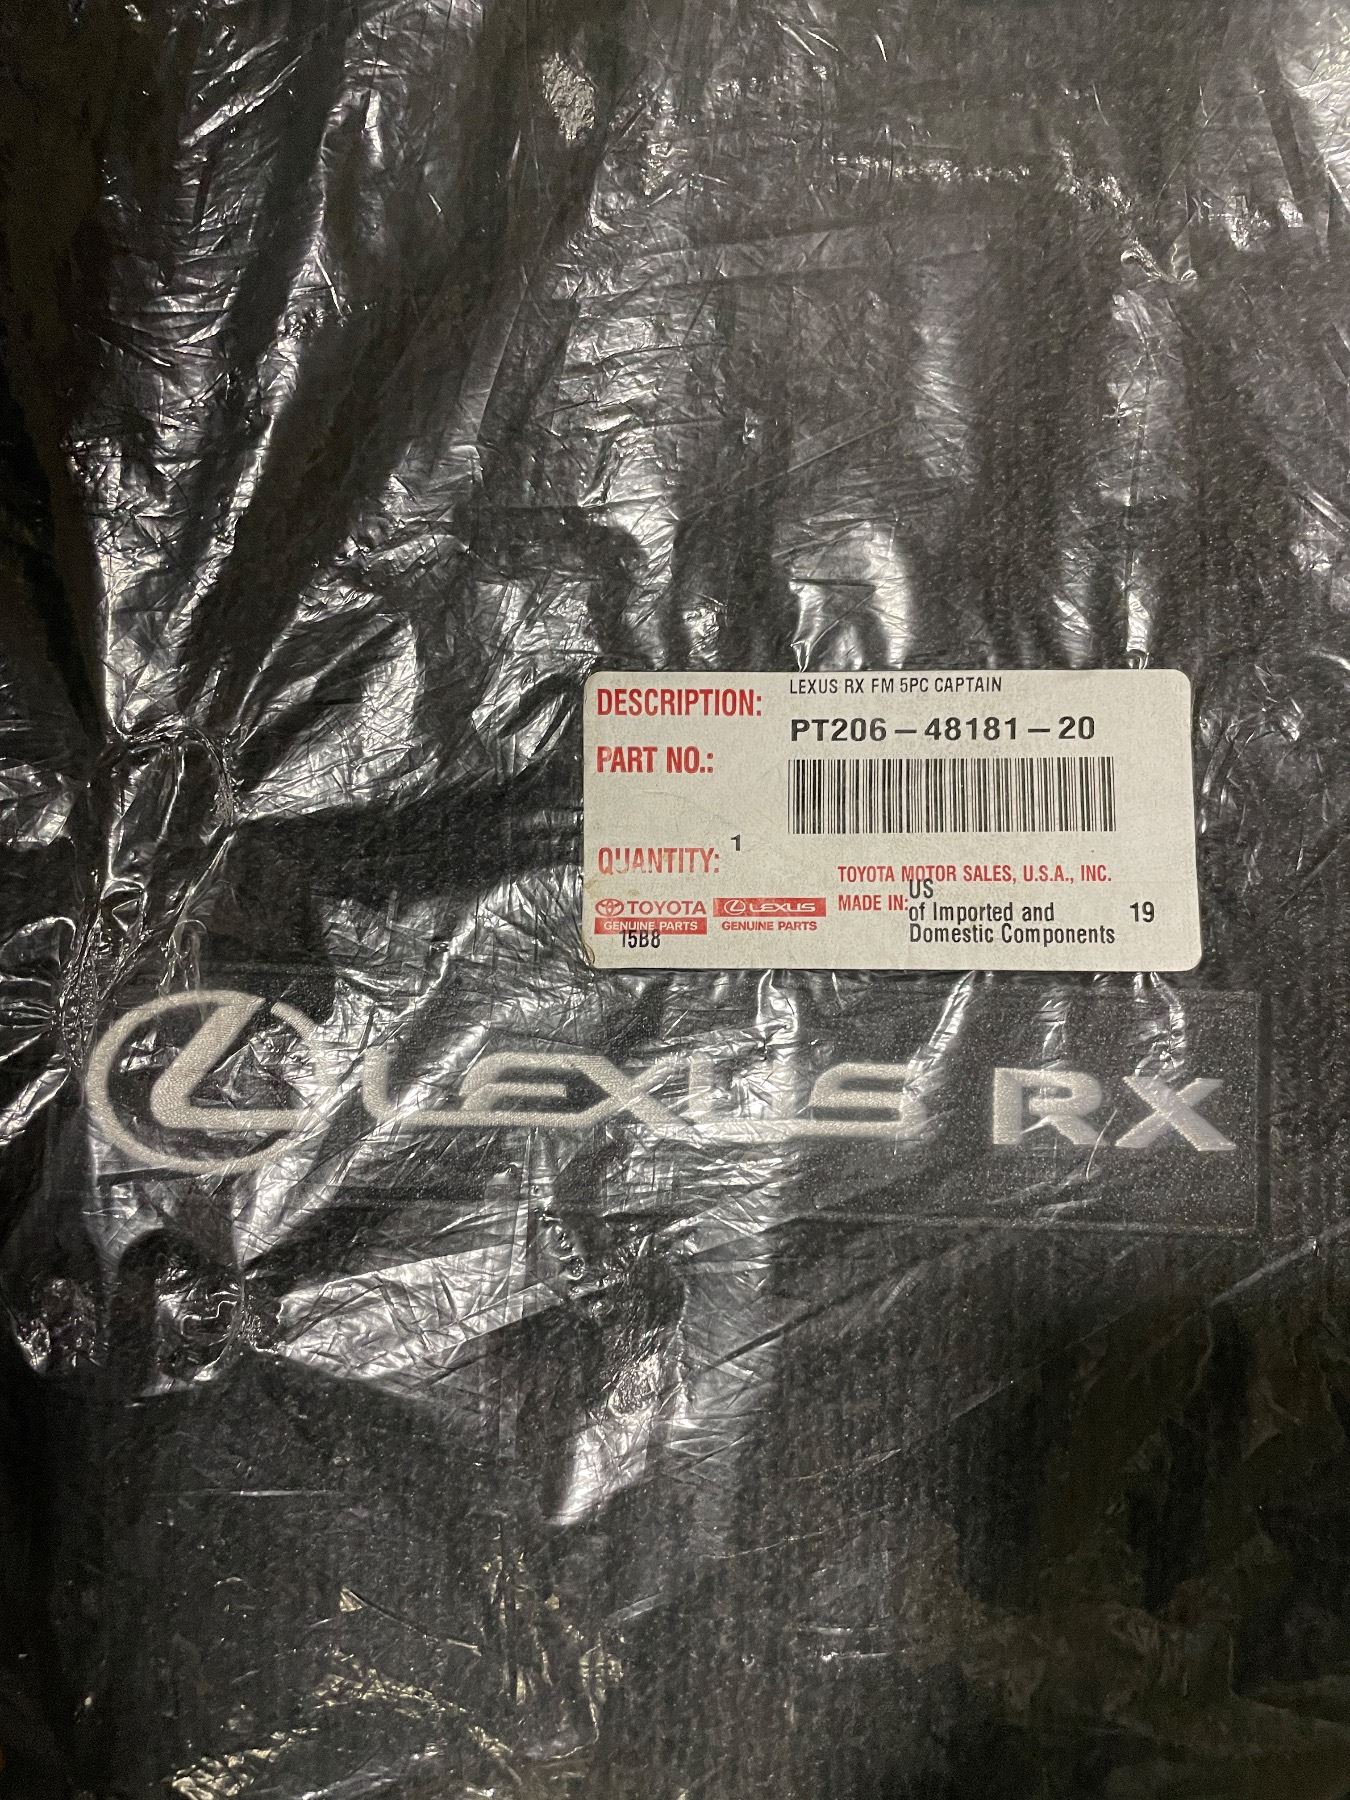 DESCRIPTION: LEXUS RX FM 5PC CAPTAIN
PT206-48181-20
PART NO.:
QUANTITY: 1
TOYOTA MOTOR SALES, U.S.A., INC.
MADE IN: US
of Imported and
Domestic Components
19
TOYOTA
GENUINE PARTS
LEXUS
GENUINE PARTS
15B8
LEXUS RX